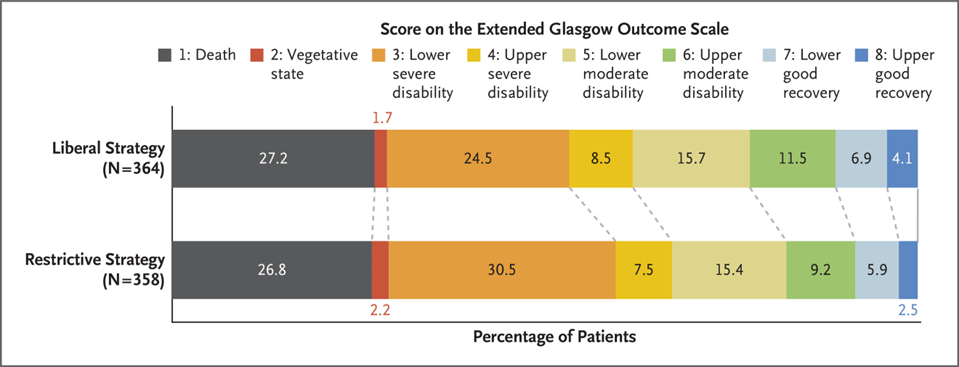 Score on the Extended Glasgow Outcome Scale
1: Death
2: Vegetative
state
3: Lower
severe
disability
4: Upper
severe
disability
5: Lower
moderate
disability
6: Upper
moderate
disability
7: Lower
good
recovery
8: Upper
good
recovery
1.7
Liberal Strategy
(N=364)
27.2
24.5
8.5
15.7
11.5
6.9
4.1
Restrictive Strategy
(N=358)
26.8
30.5
7.5
15.4
9.2
5.9
2.2
2.5
Percentage of Patients